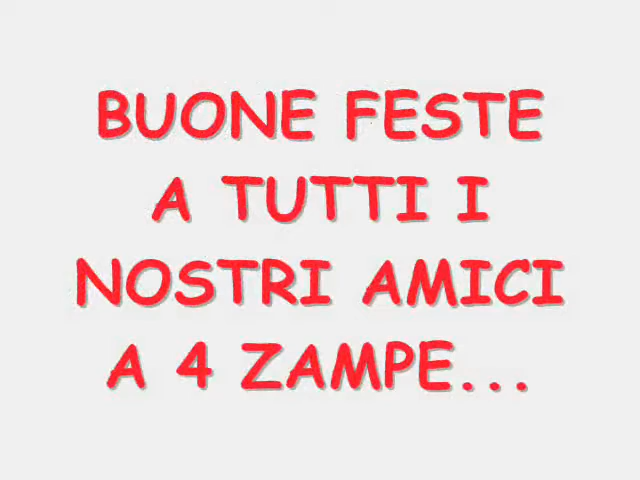 BUONE FESTE
A TUTTI I
NOSTRI AMICI
A 4 ZAMPE...